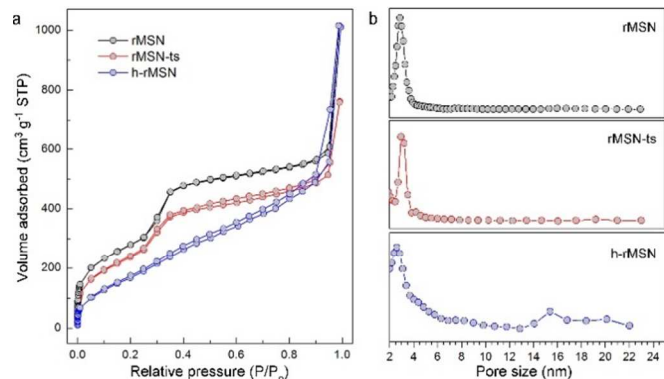 a
1000
800
600
400
200
0
Volume adsorbed (cm³ g⁻¹ STP)
rMSN
rMSN-ts
h-rMSN
0.0 0.2 0.4 0.6 0.8 1.0
Relative pressure (P/P₀)
b
rMSN
rMSN-ts
h-rMSN
2 4 6 8 10 12 14 16 18 20 22 24
Pore size (nm)